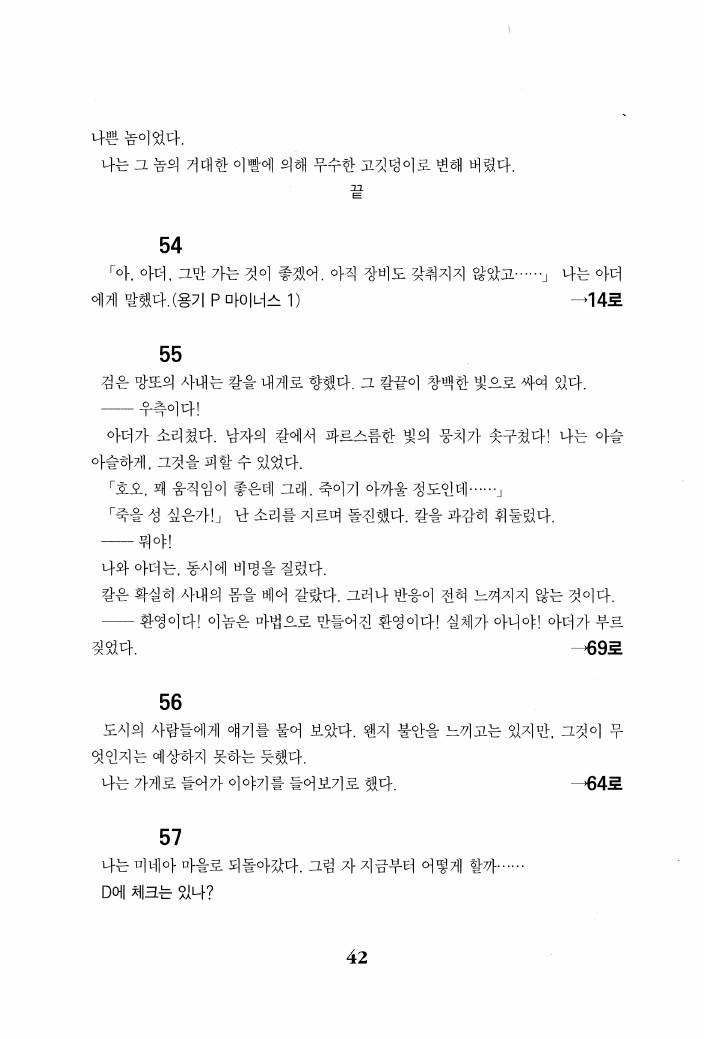 나쁜 놈이었다.
나는 그 놈의 거대한 이빨에 의해 무수한 고깃덩이로 변해 버렸다.
끝
54
「아, 아더, 그만 가는 것이 좋겠어. 아직 장비도 갖춰지지 않았고……」 나는 아더
에게 말했다.(용기 P 마이너스 1) →14로
55
검은 망또의 사내는 칼을 내게로 향했다. 그 칼끝이 창백한 빛으로 싸여 있다.
―― 우측이다!
아더가 소리쳤다. 남자의 칼에서 파르스름한 빛의 뭉치가 솟구쳤다! 나는 아슬
아슬하게, 그것을 피할 수 있었다.
「호오, 꽤 움직임이 좋은데 그래. 죽이기 아까울 정도인데……」
「죽을 성 싶은가!」 난 소리를 지르며 돌진했다. 칼을 과감히 휘둘렀다.
―― 뭐야!
나와 아더는, 동시에 비명을 질렀다.
칼은 확실히 사내의 몸을 베어 갈랐다. 그러나 반응이 전혀 느껴지지 않는 것이다.
―― 환영이다! 이놈은 마법으로 만들어진 환영이다! 실체가 아니야! 아더가 부르
짖었다. →69로
56
도시의 사람들에게 얘기를 물어 보았다. 왠지 불안을 느끼고는 있지만, 그것이 무
엇인지는 예상하지 못하는 듯했다.
나는 가게로 들어가 이야기를 들어보기로 했다. →64로
57
나는 미네아 마을로 되돌아갔다. 그럼 자 지금부터 어떻게 할까……
D에 체크는 있나?
42